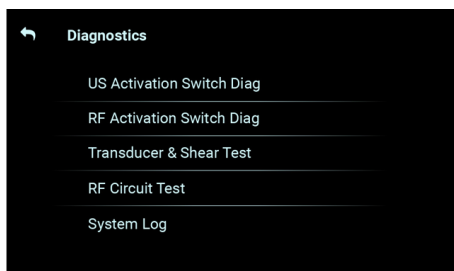 Diagnostics
US Activation Switch Diag
RF Activation Switch Diag
Transducer & Shear Test
RF Circuit Test
System Log